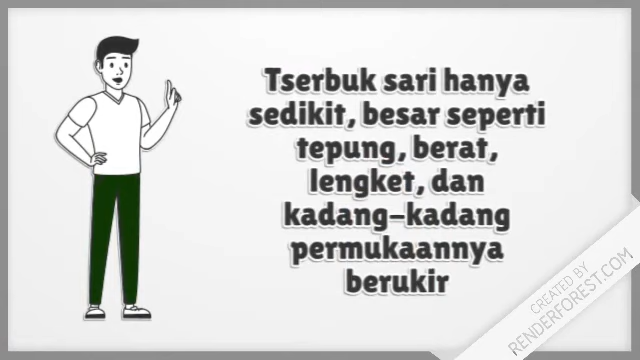 Tserbuk sari hanya
sedikit, besar seperti
tepung, berat,
lengket, dan
kadang-kadang
permukaannya
berukir
CREATED BY
RENDERFOREST.COM